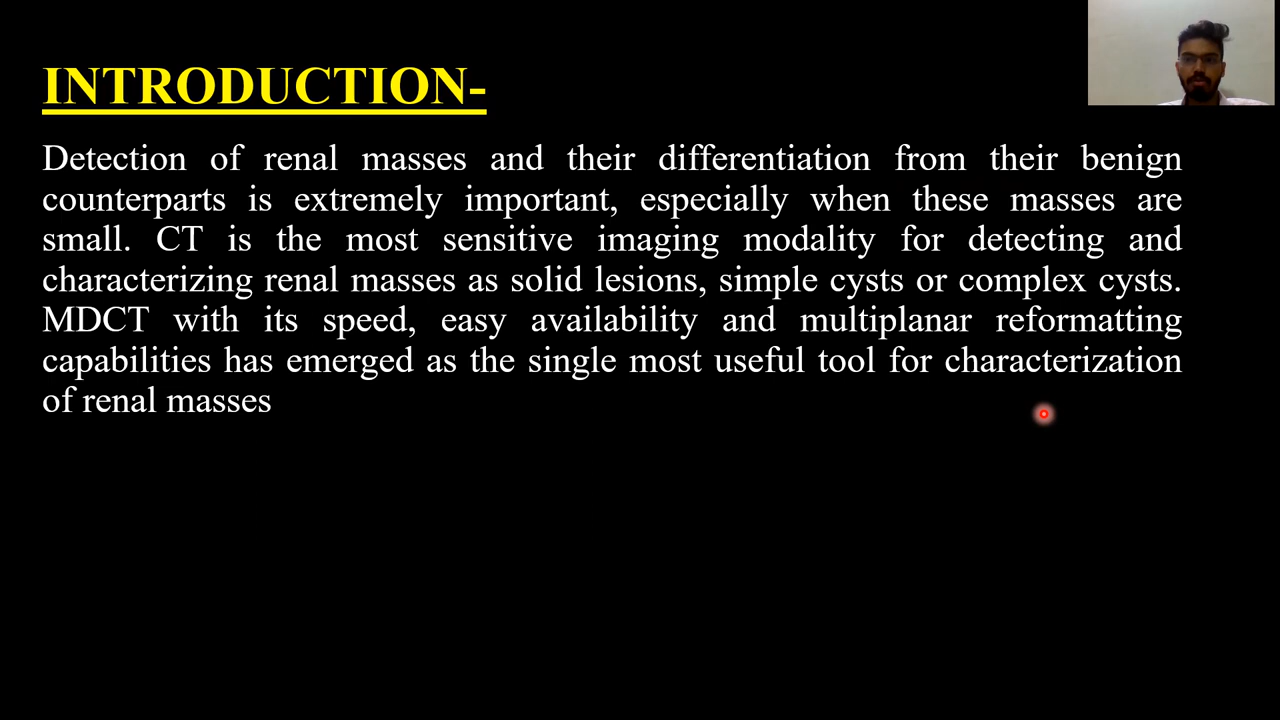 INTRODUCTION-
Detection of renal masses and their differentiation from their benign
counterparts is extremely important, especially when these masses are
small. CT is the most sensitive imaging modality for detecting and
characterizing renal masses as solid lesions, simple cysts or complex cysts.
MDCT with its speed, easy availability and multiplanar reformatting
capabilities has emerged as the single most useful tool for characterization
of renal masses